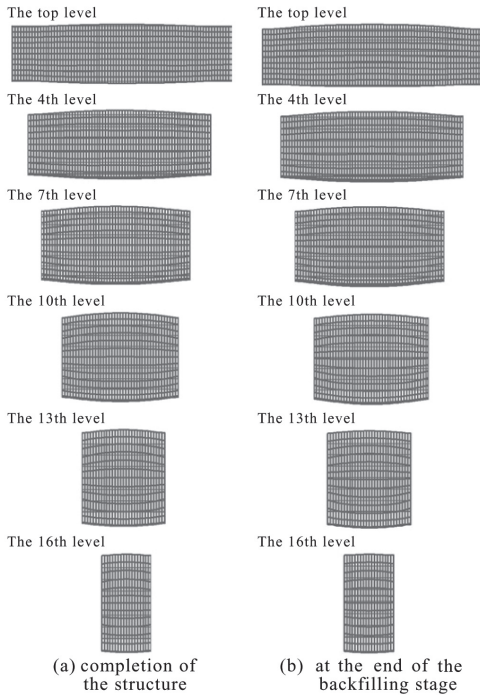 The top level
The top level
The 4th level
The 4th level
The 7th level
The 7th level
The 10th level
The 10th level
The 13th level
The 13th level
The 16th level
The 16th level
(a) completion of
the structure
(b) at the end of the
backfilling stage